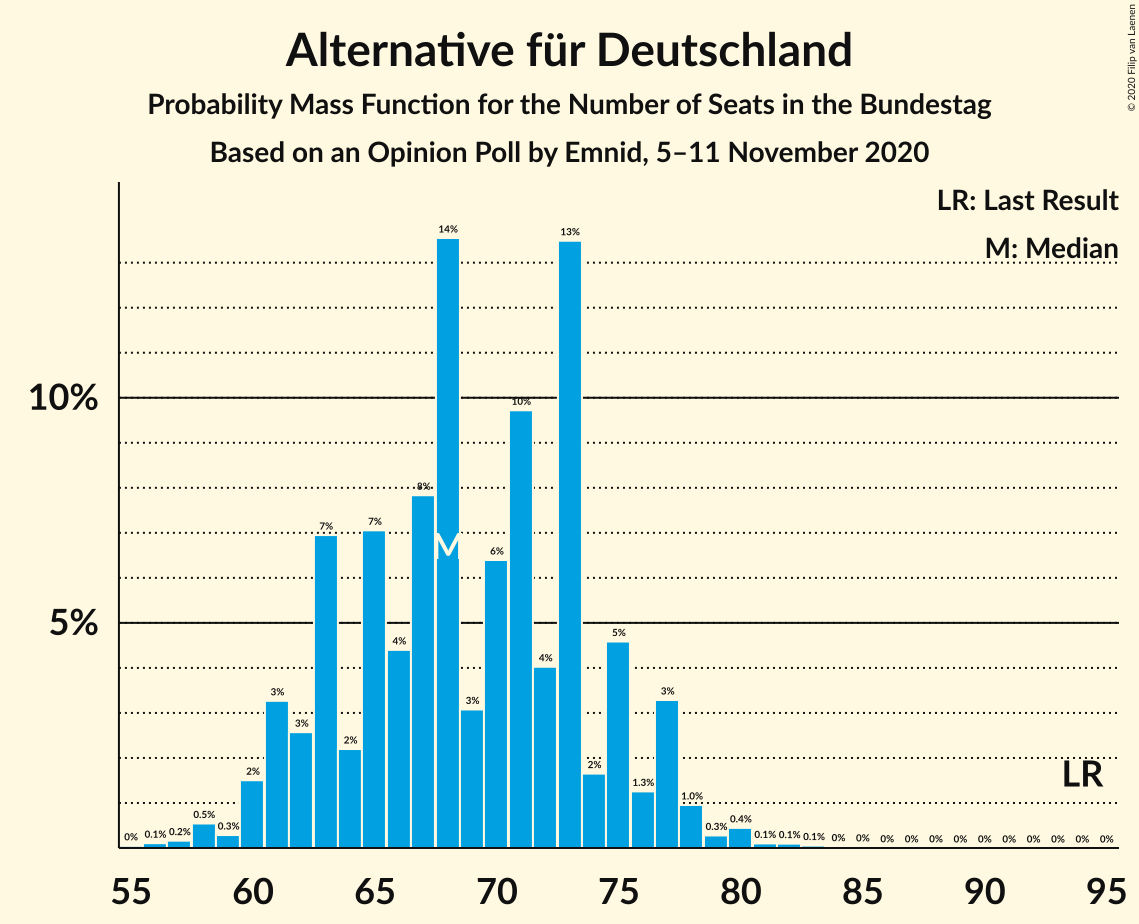 Alternative für Deutschland
Probability Mass Function for the Number of Seats in the Bundestag
Based on an Opinion Poll by Emnid, 5–11 November 2020
© 2020 Filip van Laenen
LR: Last Result
M: Median
10%
5%
0% 0.1% 0.2% 0.5% 0.3% 2% 3% 3% 7% 2% 7% 4% 8% 14% 3% 6% 10% 4% 13% 2% 5% 1.3% 3% 1.0% 0.3% 0.4% 0.1% 0.1% 0.1% 0% 0% 0% 0% 0% 0% 0% 0% 0% 0% 0% 0%
M
LR
55 60 65 70 75 80 85 90 95